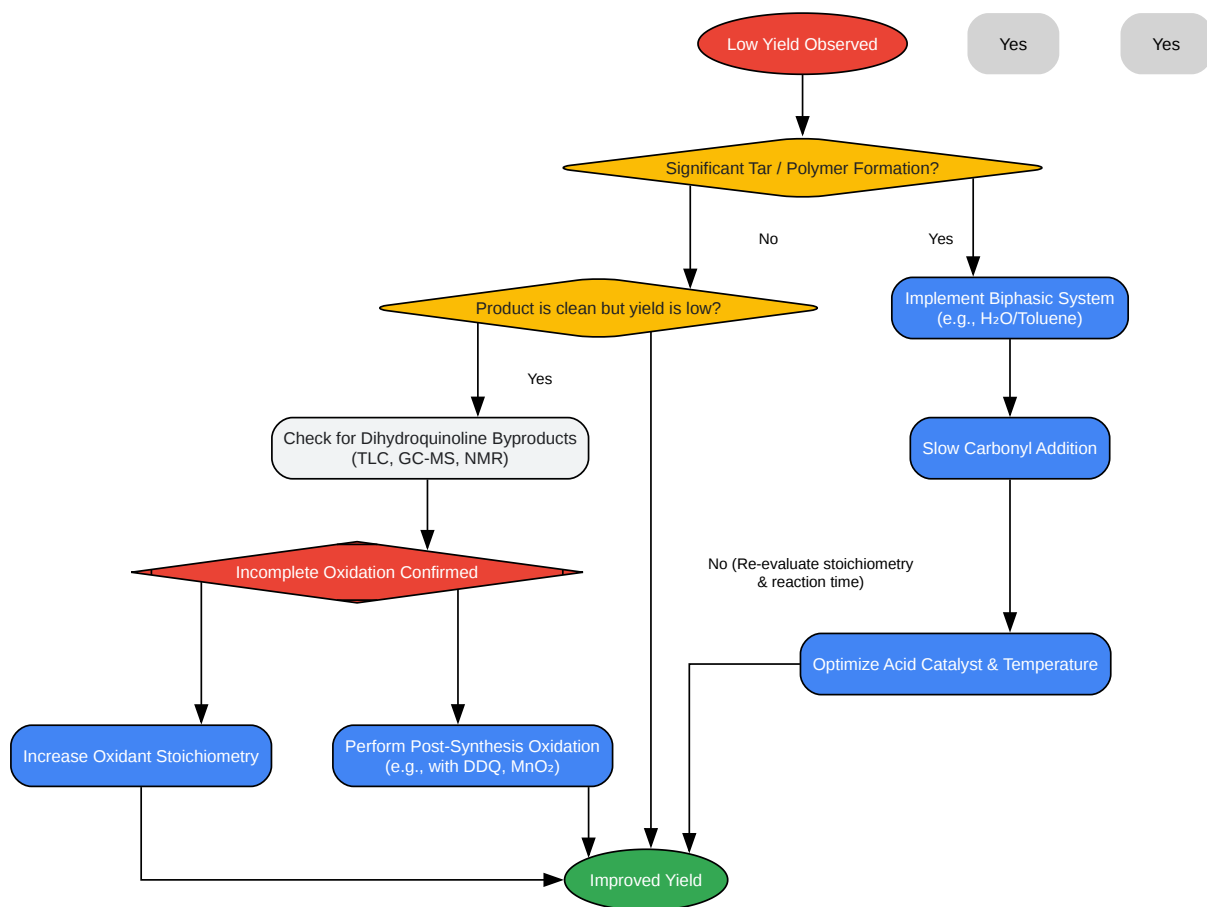 Low Yield Observed
Yes
Yes
Significant Tar / Polymer Formation?
No
Yes
Product is clean but yield is low?
Implement Biphasic System
(e.g., H₂O/Toluene)
Yes
Check for Dihydroquinoline Byproducts
(TLC, GC-MS, NMR)
Slow Carbonyl Addition
Incomplete Oxidation Confirmed
No (Re-evaluate stoichiometry
& reaction time)
Optimize Acid Catalyst & Temperature
Increase Oxidant Stoichiometry
Perform Post-Synthesis Oxidation
(e.g., with DDQ, MnO₂)
Improved Yield